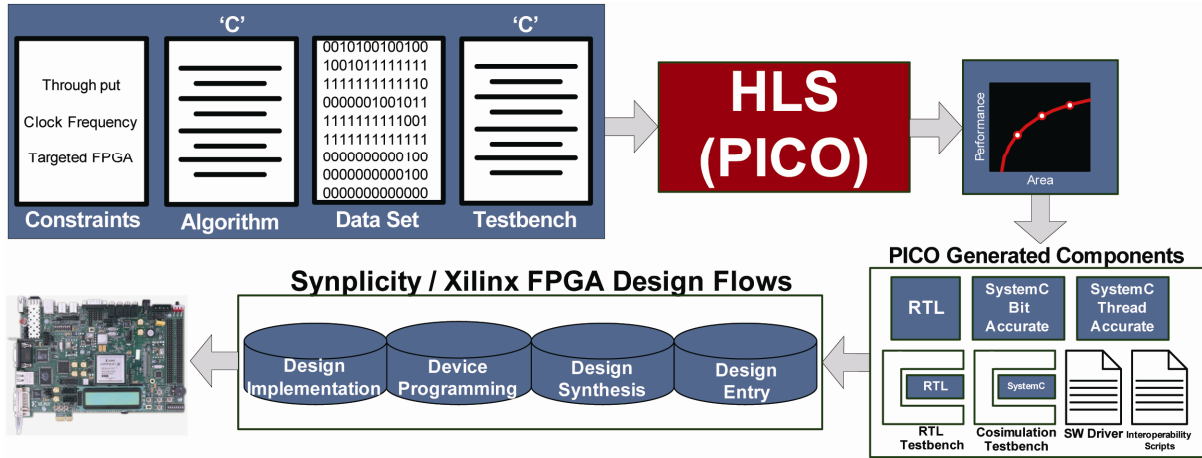 'C'
'C'
Through put
Clock Frequency
Targeted FPGA
0010100100100
1001011111111
1111111111110
0000001001011
1111111111001
1111111111111
0000000000100
0000000000100
0000000000000
Constraints
Algorithm
Data Set
Testbench
HLS
(PICO)
Performance
Area
PICO Generated Components
RTL
SystemC
Bit
Accurate
SystemC
Thread
Accurate
RTL
SystemC
RTL
Testbench
Cosimulation
Testbench
SW Driver
Interoperability
Scripts
Synplicity / Xilinx FPGA Design Flows
Design
Implementation
Device
Programming
Design
Synthesis
Design
Entry